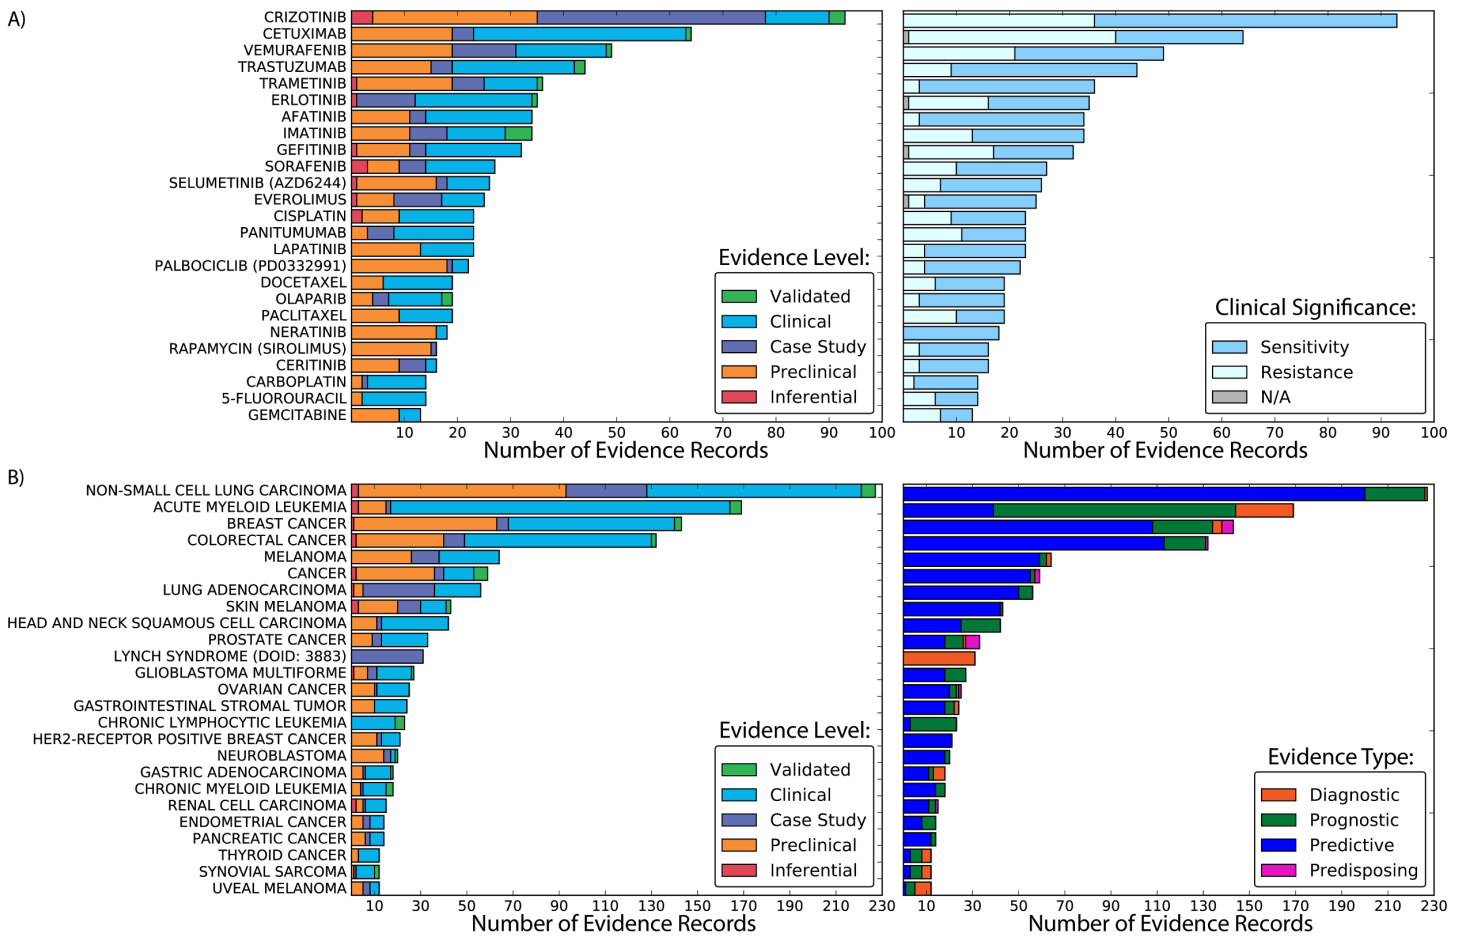 A)
CRIZOTINIB
CETUXIMAB
VEMURAFENIB
TRASTUZUMAB
TRAMETINIB
ERLOTINIB
AFATINIB
IMATINIB
GEFITINIB
SORAFENIB
SELUMETINIB (AZD6244)
EVEROLIMUS
CISPLATIN
PANITUMUMAB
LAPATINIB
PALBOCICLIB (PD0332991)
DOCETAXEL
OLAPARIB
PACLITAXEL
NERATINIB
RAPAMYCIN (SIROLIMUS)
CERITINIB
CARBOPLATIN
5-FLUOROURACIL
GEMCITABINE
Evidence Level:
Validated
Clinical
Case Study
Preclinical
Inferential
10 20 30 40 50 60 70 80 90 100
Number of Evidence Records
Clinical Significance:
Sensitivity
Resistance
N/A
10 20 30 40 50 60 70 80 90 100
Number of Evidence Records
B)
NON-SMALL CELL LUNG CARCINOMA
ACUTE MYELOID LEUKEMIA
BREAST CANCER
COLORECTAL CANCER
MELANOMA
CANCER
LUNG ADENOCARCINOMA
SKIN MELANOMA
HEAD AND NECK SQUAMOUS CELL CARCINOMA
PROSTATE CANCER
LYNCH SYNDROME (DOID: 3883)
GLIOBLASTOMA MULTIFORME
OVARIAN CANCER
GASTROINTESTINAL STROMAL TUMOR
CHRONIC LYMPHOCYTIC LEUKEMIA
HER2-RECEPTOR POSITIVE BREAST CANCER
NEUROBLASTOMA
GASTRIC ADENOCARCINOMA
CHRONIC MYELOID LEUKEMIA
RENAL CELL CARCINOMA
ENDOMETRIAL CANCER
PANCREATIC CANCER
THYROID CANCER
SYNOVIAL SARCOMA
UVEAL MELANOMA
Evidence Level:
Validated
Clinical
Case Study
Preclinical
Inferential
10 30 50 70 90 110 130 150 170 190 210 230
Number of Evidence Records
Evidence Type:
Diagnostic
Prognostic
Predictive
Predisposing
10 30 50 70 90 110 130 150 170 190 210 230
Number of Evidence Records